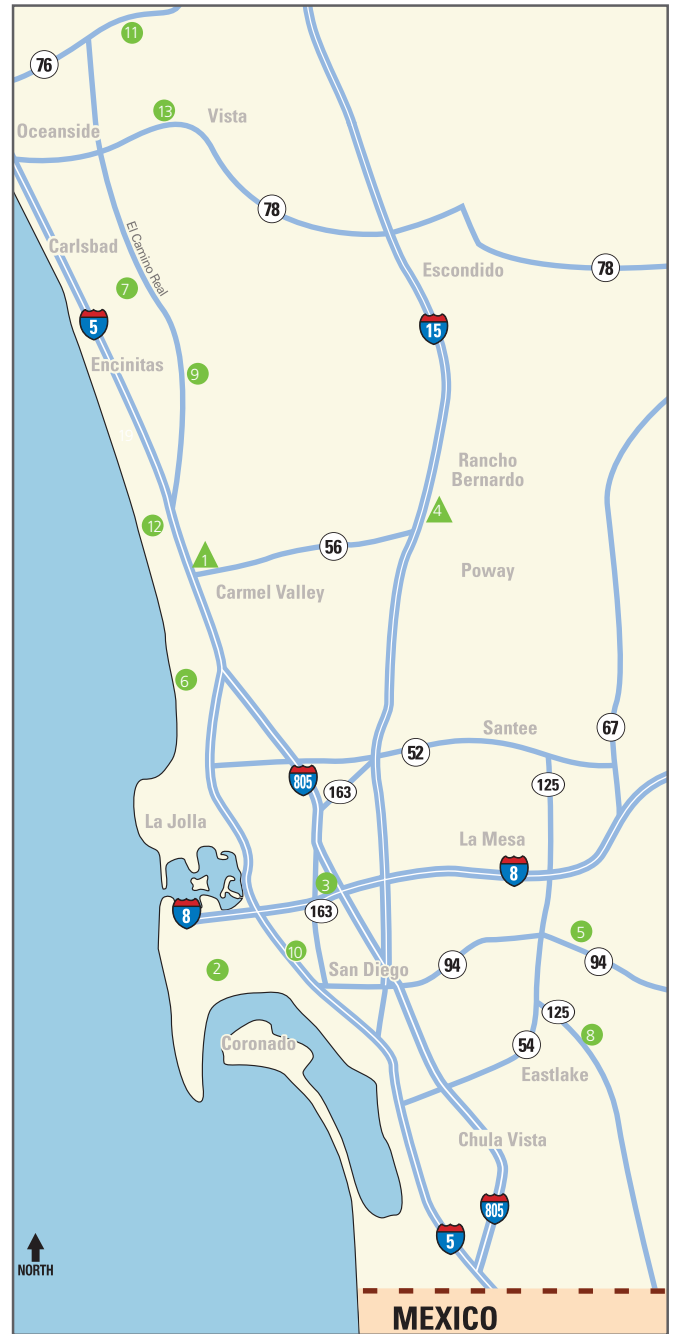 11
76
13
Vista
Oceanside
78
El Camino Real
Carlsbad
Escondido
78
7
5
15
Encinitas
9
Rancho
Bernardo
4
12
1
56
Poway
Carmel Valley
6
Santee
67
52
805
163
125
La Jolla
La Mesa
8
3
8
163
5
10
94
94
2
San Diego
125
8
Coronado
54
Eastlake
Chula Vista
805
5
NORTH
MEXICO